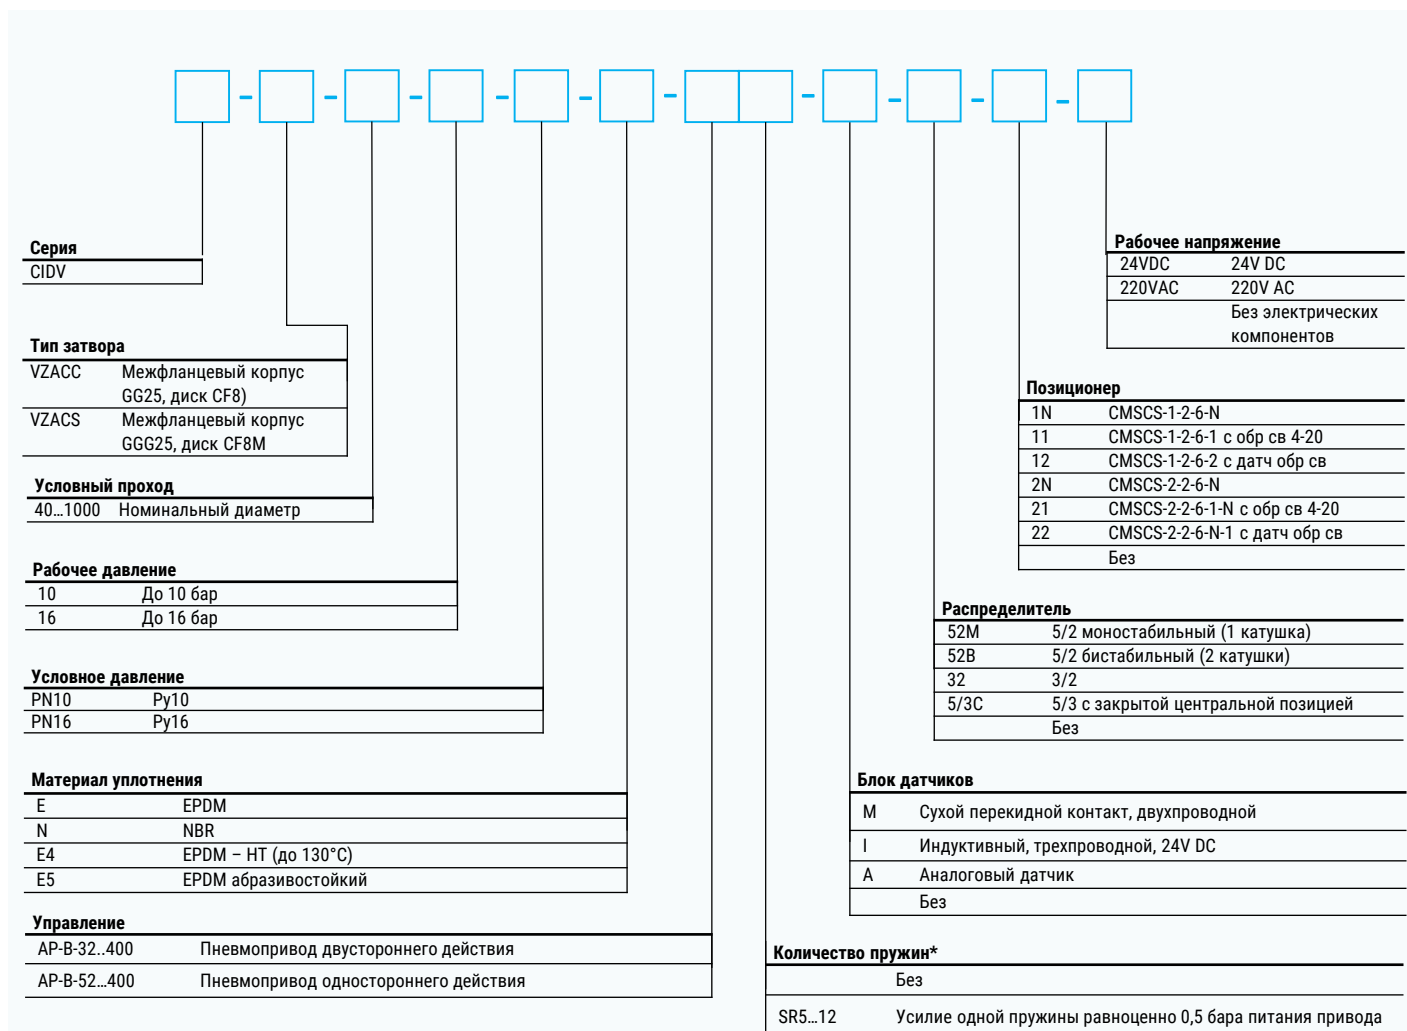 Серия
CIDV
Тип затвора
VZACC Межфланцевый корпус
GG25, диск CF8)
VZACS Межфланцевый корпус
GGG25, диск CF8M
Условный проход
40…1000 Номинальный диаметр
Рабочее давление
10 До 10 бар
16 До 16 бар
Условное давление
PN10 Ру10
PN16 Ру16
Материал уплотнения
E EPDM
N NBR
E4 EPDM – HT (до 130°C)
E5 EPDM абразивостойкий
Управление
AP-B-32..400 Пневмопривод двустороннего действия
AP-B-52…400 Пневмопривод одностороннего действия
Рабочее напряжение
24VDC 24V DC
220VAC 220V AC
Без электрических
компонентов
Позиционер
1N CMSCS-1-2-6-N
11 CMSCS-1-2-6-1 с обр св 4-20
12 CMSCS-1-2-6-2 с датч обр св
2N CMSCS-2-2-6-N
21 CMSCS-2-2-6-1-N с обр св 4-20
22 CMSCS-2-2-6-N-1 с датч обр св
Без
Распределитель
52M 5/2 моностабильный (1 катушка)
52B 5/2 бистабильный (2 катушки)
32 3/2
5/3C 5/3 с закрытой центральной позицией
Без
Блок датчиков
M Сухой перекидной контакт, двухпроводной
I Индуктивный, трехпроводной, 24V DC
A Аналоговый датчик
Без
Количество пружин*
Без
SR5…12 Усилие одной пружины равноценно 0,5 бара питания привода